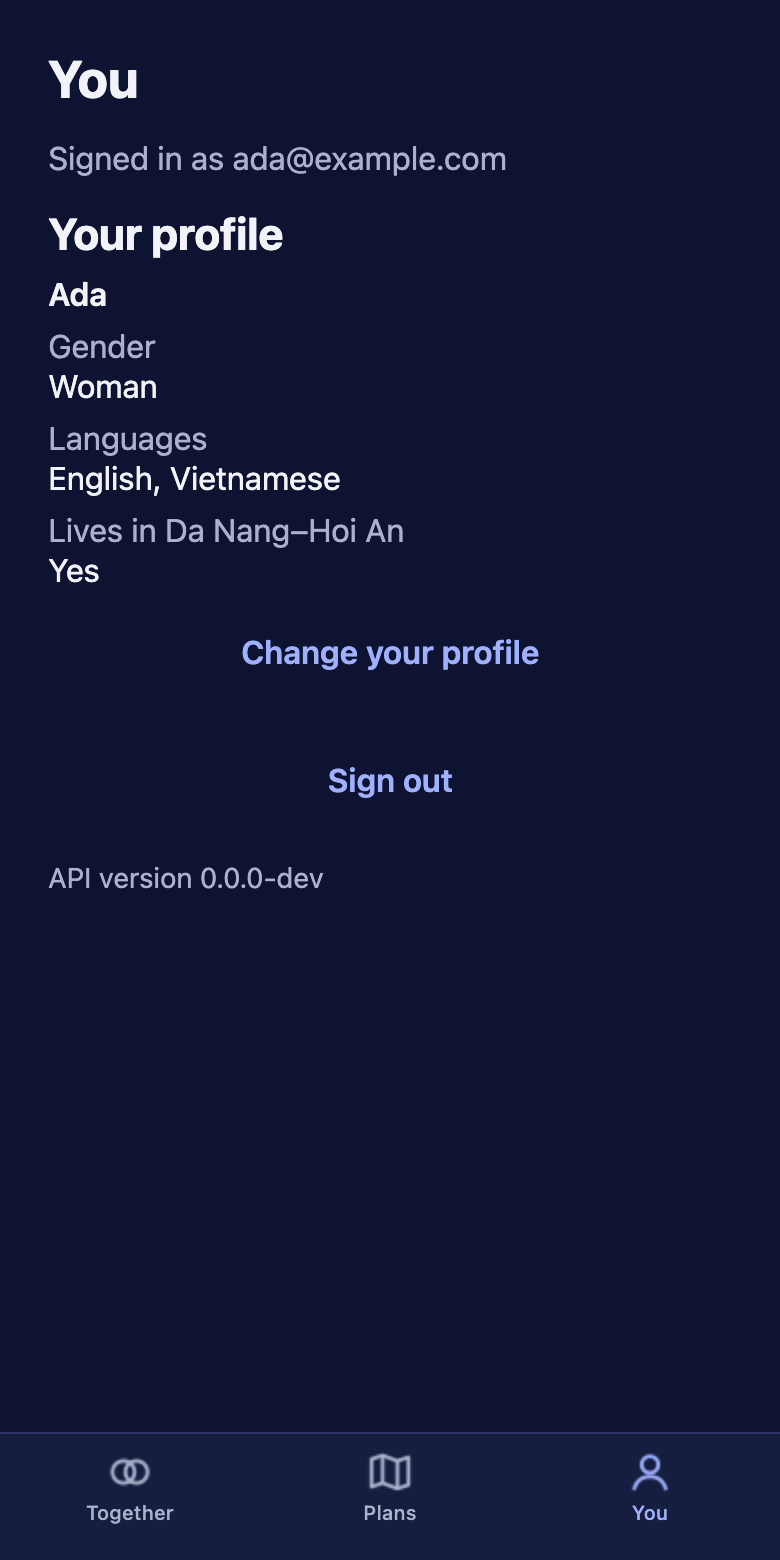 You
Signed in as ada@example.com
Your profile
Ada
Gender
Woman
Languages
English, Vietnamese
Lives in Da Nang–Hoi An
Yes
Change your profile
Sign out
API version 0.0.0-dev
Together
Plans
You